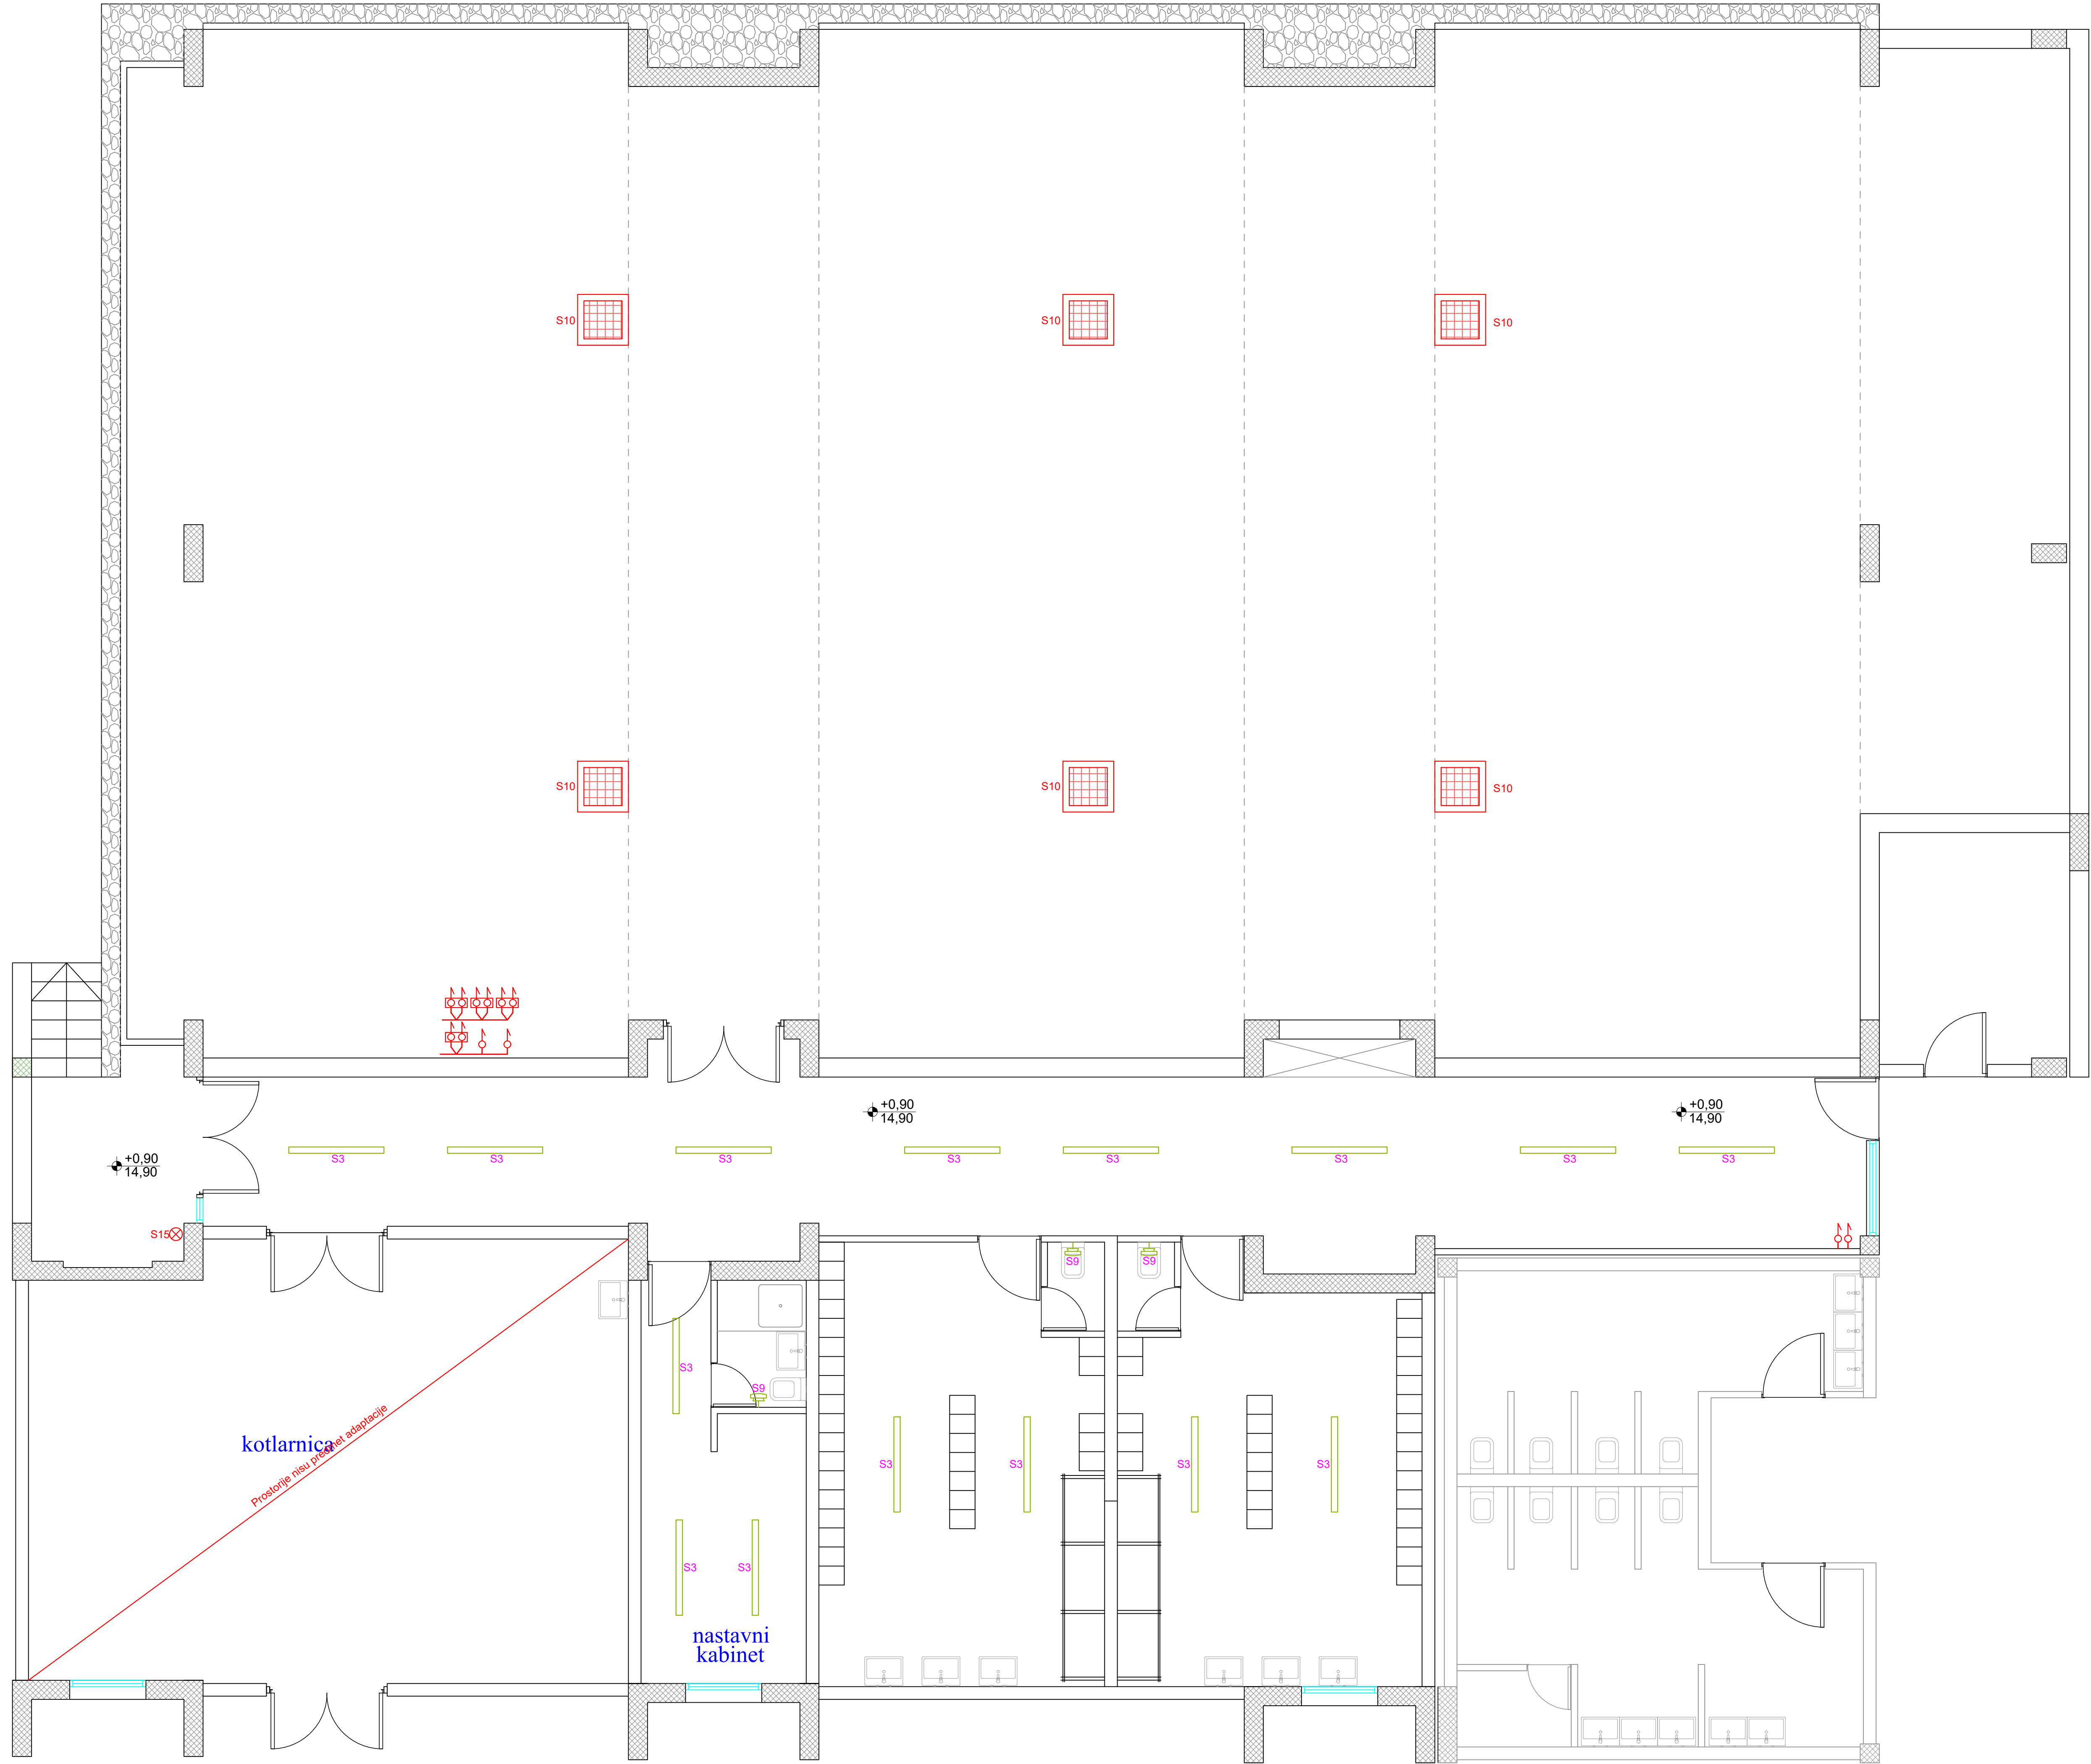 S10
S10
S10
S10
S10
S10
+0,90
14,90
+0,90
14,90
+0,90
14,90
S3
S3
S3
S3
S3
S3
S3
S3
S15
S9
S9
S3
S9
kotlarnica
Prostorije nisu predmet adaptacije
S3
S3
S3
S3
S3
S3
nastavni
kabinet